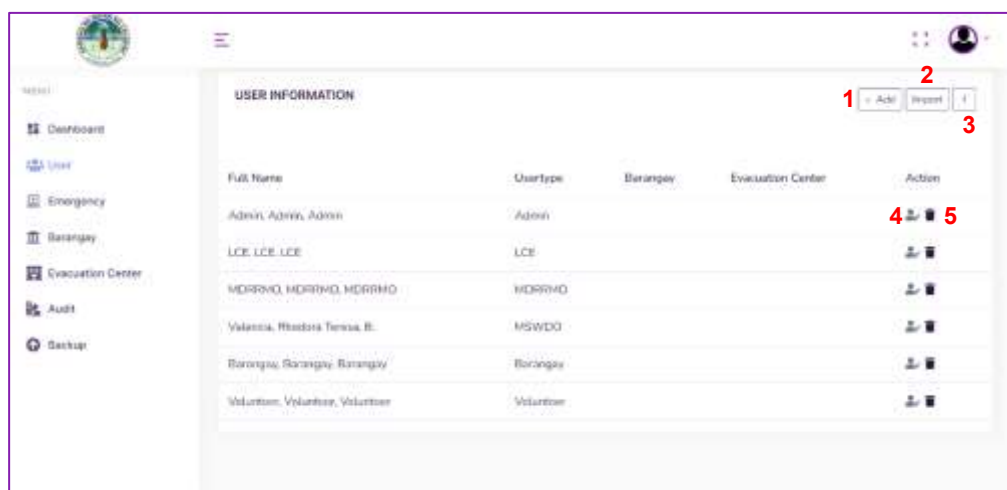 MENU
Dashboard
User
Emergency
Barangay
Evacuation Center
Audit
Backup
USER INFORMATION
1 + Add 2 Import 3
Full Name Usertype Barangay Evacuation Center Action
Admin, Admin, Admin Admin 4 5
LCE, LCE, LCE LCE
MDRRMO, MDRRMO, MDRRMO MDRRMO
Valencia, Rhodora Teresa, B. MSWDO
Barangay, Barangay, Barangay Barangay
Volunteer, Volunteer, Volunteer Volunteer